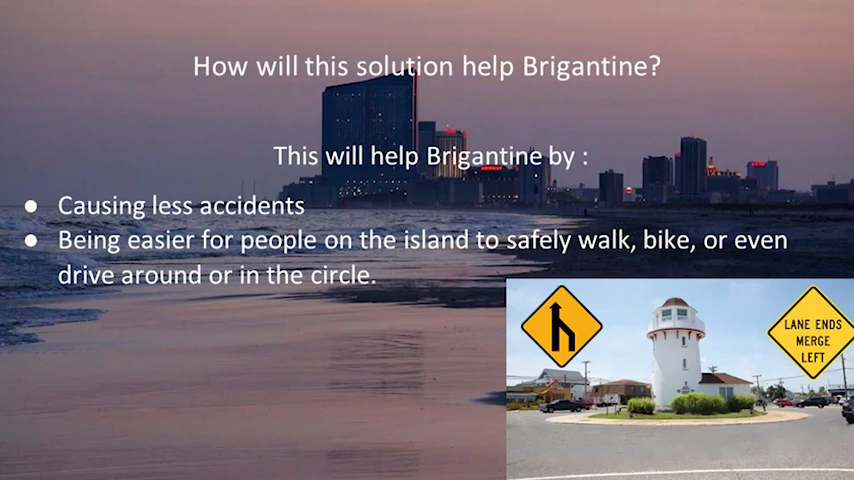 How will this solution help Brigantine?
This will help Brigantine by :
● Causing less accidents
● Being easier for people on the island to safely walk, bike, or even
drive around or in the circle.
LANE ENDS
MERGE
LEFT